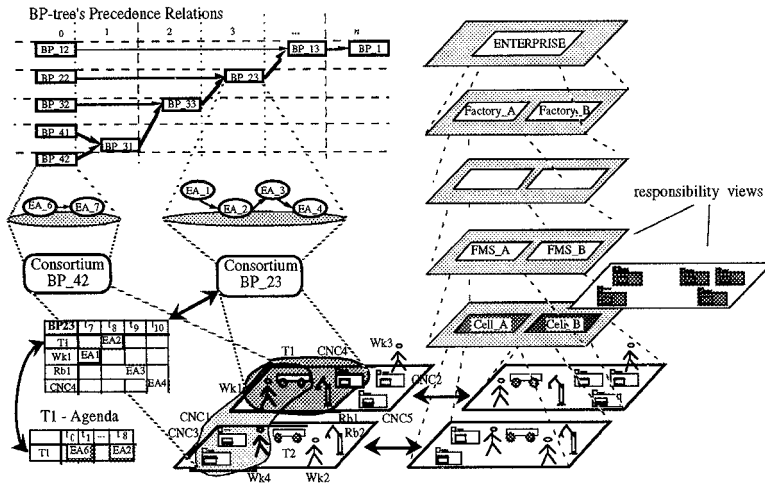 BP-tree's Precedence Relations
0 1 2 3 ... n
BP_12 BP_13 BP_1
BP_22 BP_23
BP_32 BP_33
BP_41
BP_31
BP_42
ENTERPRISE
Factory_A Factory_B
responsibility views
FMS_A FMS_B
Cell_A Cell_B
EA_6 EA_7
EA_1 EA_3
EA_2 EA_4
Consortium
BP_42
Consortium
BP_23
BP23 t7 t8 t9 t10
T1 EA2
Wk1 EA1
Rb1 EA3
CNC4 EA4
T1 - Agenda
t0 t1 ... t8
T1 EA6 EA2
T1 CNC4 Wk3
Wk1 CNC2
CNC1 Rb1 CNC5
CNC3 Rb2
T2
Wk4 Wk2